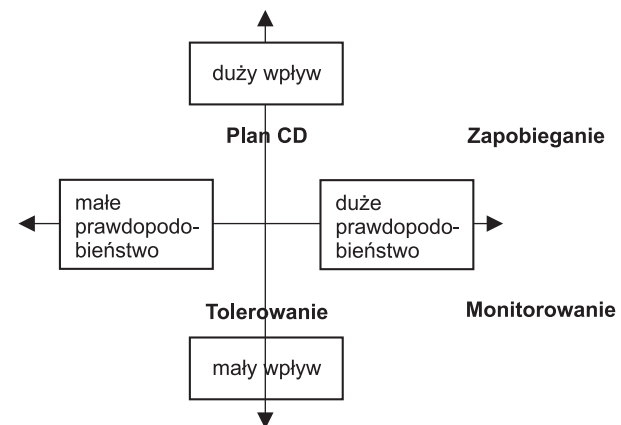 duży wpływ
Plan CD
Zapobieganie
małe
prawdopodo-
bieństwo
duże
prawdopodo-
bieństwo
Tolerowanie
Monitorowanie
mały wpływ